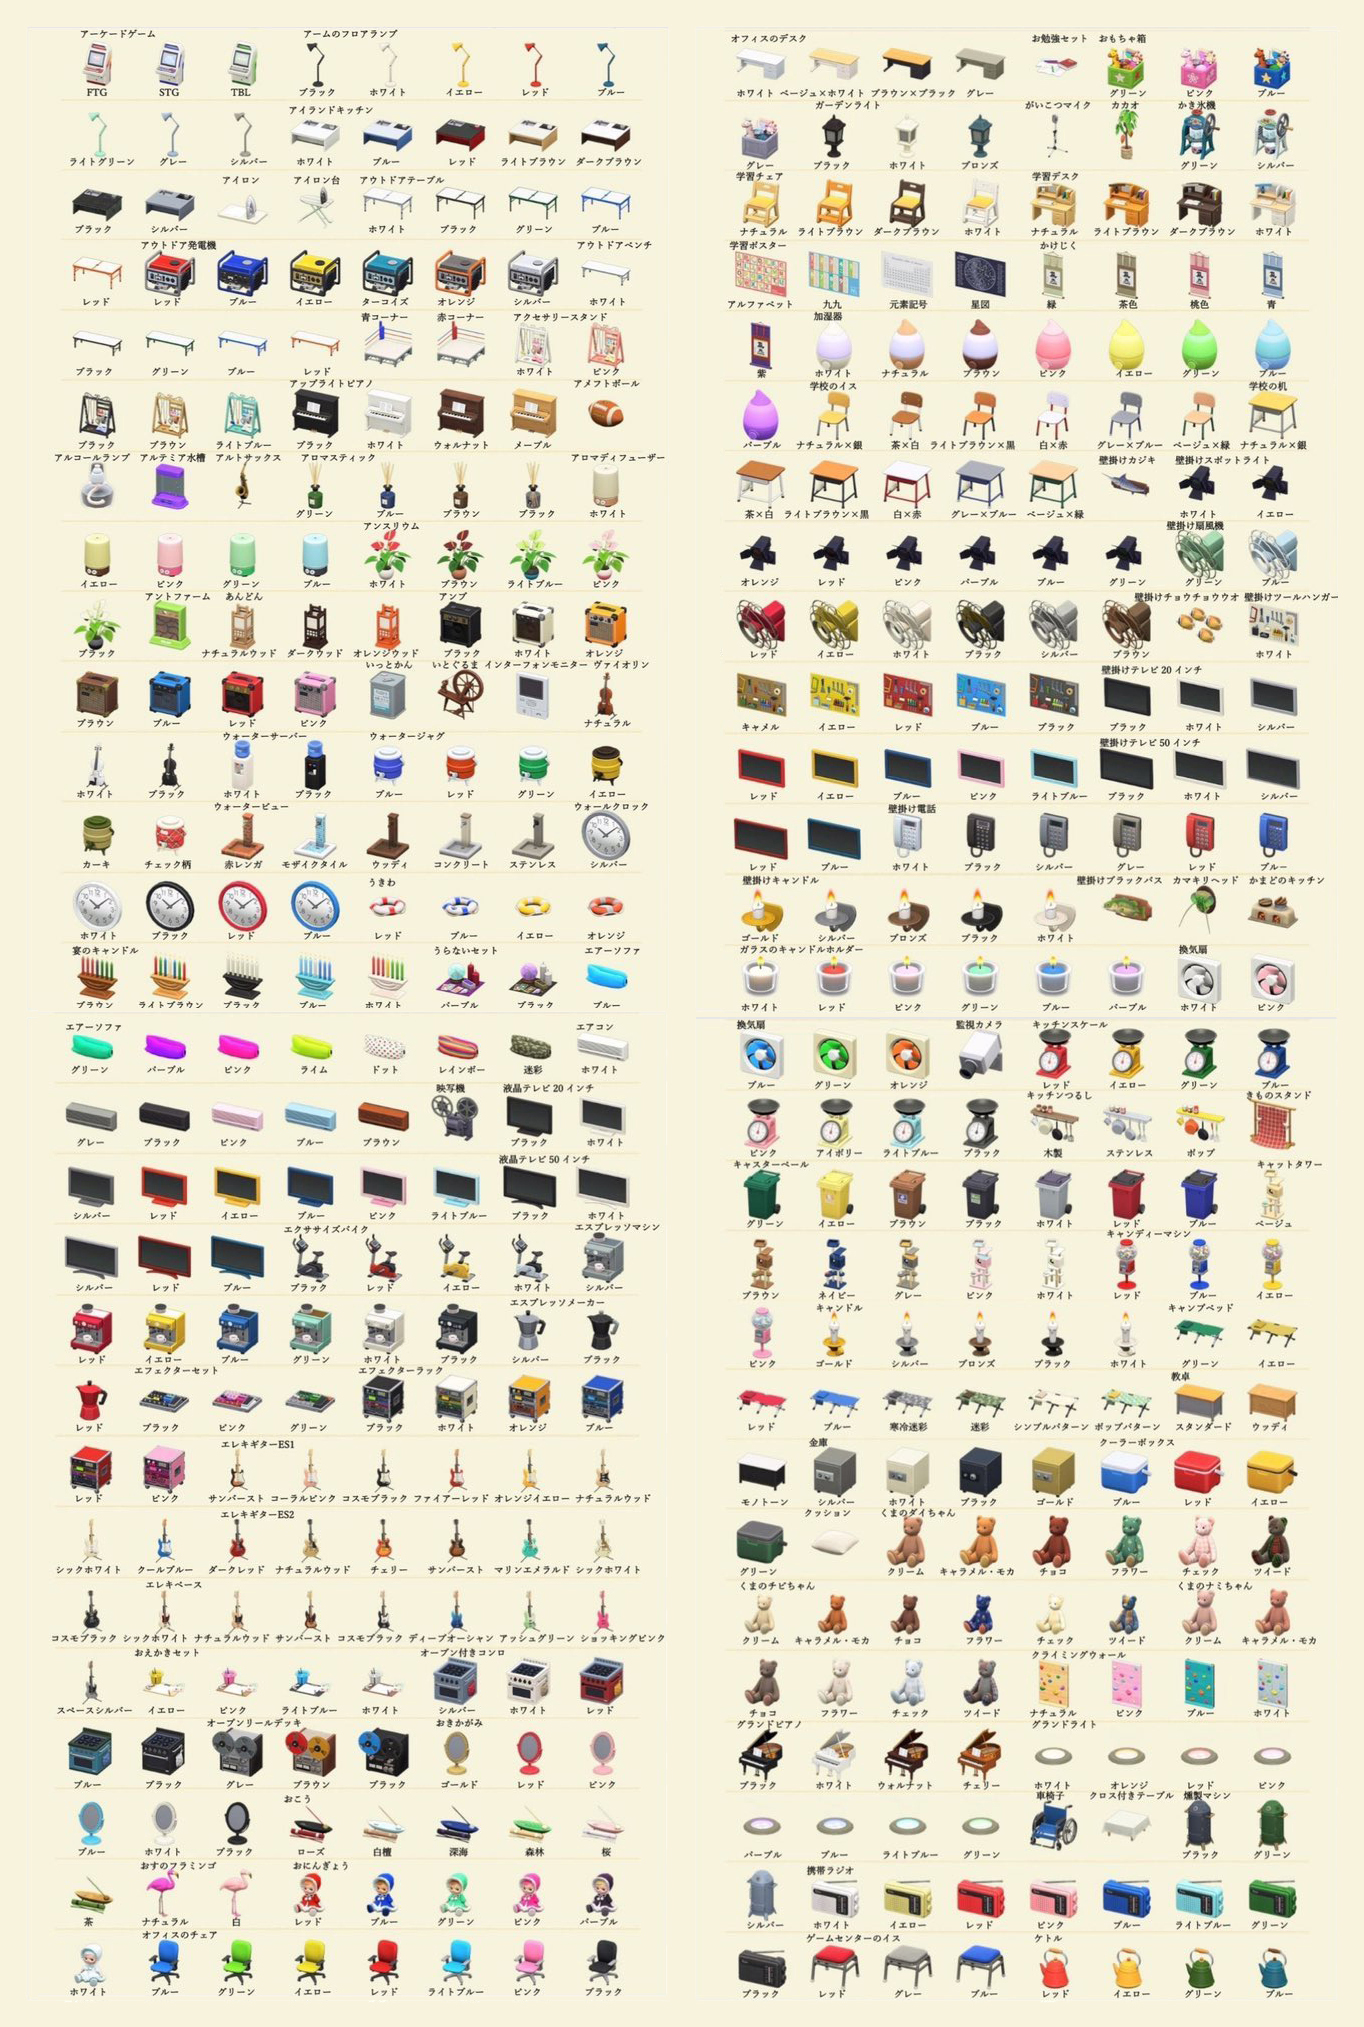 アーケードゲーム アームのフロアランプ
FTG STG TBL ブラック ホワイト イエロー レッド ブルー
アイランドキッチン
ライトグリーン グレー シルバー ホワイト ブルー レッド ライトブラウン ダークブラウン
アイロン アイロン台 アウトドアテーブル
ブラック シルバー ホワイト ブラック グリーン ブルー
アウトドア発電機 アウトドアベンチ
レッド レッド ブルー イエロー ターコイズ オレンジ シルバー ホワイト
青コーナー 赤コーナー アクセサリースタンド
ブラック グリーン ブルー レッド ホワイト ピンク
アップライトピアノ アメフトボール
ブラック ブラウン ライトブルー ブラック ホワイト ウォルナット メープル
アルコールランプ アルテミア水槽 アルトサックス アロマスティック アロマディフューザー
グリーン ブルー ブラウン ブラック ホワイト
アンスリウム
イエロー ピンク グリーン ブルー ホワイト ブラウン ライトブルー ピンク
アントファーム あんどん アンプ
ブラック ナチュラルウッド ダークウッド オレンジウッド ブラック ホワイト オレンジ
いっとかん いとぐるま インターフォンモニター ヴァイオリン
ブラウン ブルー レッド ピンク ナチュラル
ウォーターサーバー ウォータージャグ
ホワイト ブラック ホワイト ブラック ブルー レッド グリーン イエロー
ウォータービュー ウォールクロック
カーキ チェック柄 赤レンガ モザイクタイル ウッディ コンクリート ステンレス シルバー
うきわ
ホワイト ブラック レッド ブルー レッド ブルー イエロー オレンジ
宴のキャンドル うらないセット エアーソファ
ブラウン ライトブラウン ブラック ブルー ホワイト パープル ブラック ブルー
エアーソファ エアコン
グリーン パープル ピンク ライム ドット レインボー 迷彩 ホワイト
映写機 液晶テレビ 20 インチ
グレー ブラック ピンク ブルー ブラウン ブラック ホワイト
液晶テレビ 50 インチ
シルバー レッド イエロー ブルー ピンク ライトブルー ブラック ホワイト
エクササイズバイク エスプレッソマシン
シルバー レッド ブルー ブラック レッド イエロー ホワイト シルバー
エスプレッソメーカー
レッド イエロー ブルー グリーン ホワイト ブラック シルバー ブラック
エフェクターセット エフェクターラック
レッド ブラック ピンク グリーン ブラック ホワイト オレンジ ブルー
エレキギターES1
レッド ピンク サンバースト コーラルピンク コスモブラック ファイアーレッド オレンジイエロー ナチュラルウッド
エレキギターES2
シックホワイト クールブルー ダークレッド ナチュラルウッド チェリー サンバースト マリンエメラルド シックホワイト
エレキベース
コスモブラック シックホワイト ナチュラルウッド サンバースト コスモブラック ディープオーシャン アッシュグリーン ショッキングピンク
おえかきセット オーブン付きコンロ
スペースシルバー イエロー ピンク ライトブルー ホワイト シルバー ホワイト レッド
オープンリールデッキ おきかがみ
ブルー ブラック グレー ブラウン ブラック ゴールド レッド ピンク
おこう
ブルー ホワイト ブラック ローズ 白檀 深海 森林 桜
おすのフラミンゴ おにんぎょう
茶 ナチュラル 白 レッド ブルー グリーン ピンク パープル
オフィスのチェア
ホワイト ブルー グリーン イエロー レッド ライトブルー ピンク ブラック
オフィスのデスク お勉強セット おもちゃ箱
ホワイト ベージュ×ホワイト ブラウン×ブラック グレー グリーン ピンク ブルー
ガーデンライト がいこつマイク カカオ かき氷機
グレー ブラック ホワイト ブロンズ グリーン シルバー
学習チェア 学習デスク
ナチュラル ライトブラウン ダークブラウン ホワイト ナチュラル ライトブラウン ダークブラウン ホワイト
学習ポスター かけじく
アルファベット 九九 元素記号 星図 緑 茶色 桃色 青
加湿器
紫 ホワイト ナチュラル ブラウン ピンク イエロー グリーン ブルー
学校のイス 学校の机
パープル ナチュラル×銀 茶×白 ライトブラウン×黒 白×赤 グレー×ブルー ベージュ×緑 ナチュラル×銀
壁掛けカジキ 壁掛けスポットライト
茶×白 ライトブラウン×黒 白×赤 グレー×ブルー ベージュ×緑 ホワイト イエロー
壁掛け扇風機
オレンジ レッド ピンク パープル ブルー グリーン グリーン ブルー
壁掛けチョウチョウウオ 壁掛けツールハンガー
レッド イエロー ホワイト ブラック シルバー ブラウン ホワイト
壁掛けテレビ 20 インチ
キャメル イエロー レッド ブルー ブラック ブラック ホワイト シルバー
壁掛けテレビ 50 インチ
レッド イエロー ブルー ピンク ライトブルー ブラック ホワイト シルバー
壁掛け電話
レッド ブルー ホワイト ブラック シルバー グレー レッド ブルー
壁掛けキャンドル 壁掛けブラックバス カマキリヘッド かまどのキッチン
ゴールド シルバー ブロンズ ブラック ホワイト
ガラスのキャンドルホルダー 換気扇
ホワイト レッド ピンク グリーン ブルー パープル ホワイト ピンク
換気扇 監視カメラ キッチンスケール
ブルー グリーン オレンジ レッド イエロー グリーン ブルー
キッチンつるし きものスタンド
ピンク アイボリー ライトブルー ブラック 木製 ステンレス ポップ
キャスターペール キャットタワー
グリーン イエロー ブラウン ブラック ホワイト レッド ブルー ベージュ
キャンディーマシン
ブラウン ネイビー グレー ピンク ホワイト レッド ブルー イエロー
キャンドル キャンプベッド
ピンク ゴールド シルバー ブロンズ ブラック ホワイト グリーン イエロー
教卓
レッド ブルー 寒冷迷彩 迷彩 シンプルパターン ポップパターン スタンダード ウッディ
金庫 クーラーボックス
モノトーン シルバー ホワイト ブラック ゴールド ブルー レッド イエロー
クッション くまのダイちゃん
グリーン クリーム キャラメル・モカ チョコ フラワー チェック ツイード
くまのチビちゃん くまのナミちゃん
クリーム キャラメル・モカ チョコ フラワー チェック ツイード クリーム キャラメル・モカ
クライミングウォール
チョコ フラワー チェック ツイード ナチュラル ピンク ブルー ホワイト
グランドピアノ グランドライト
ブラック ホワイト ウォルナット チェリー ホワイト オレンジ レッド ピンク
車椅子 クロス付きテーブル 燻製マシン
パープル ブルー ライトブルー グリーン ブラック グリーン
携帯ラジオ
シルバー ホワイト イエロー レッド ピンク ブルー ライトブルー グリーン
ゲームセンターのイス ケトル
ブラック レッド グレー ブルー レッド イエロー グリーン ブルー